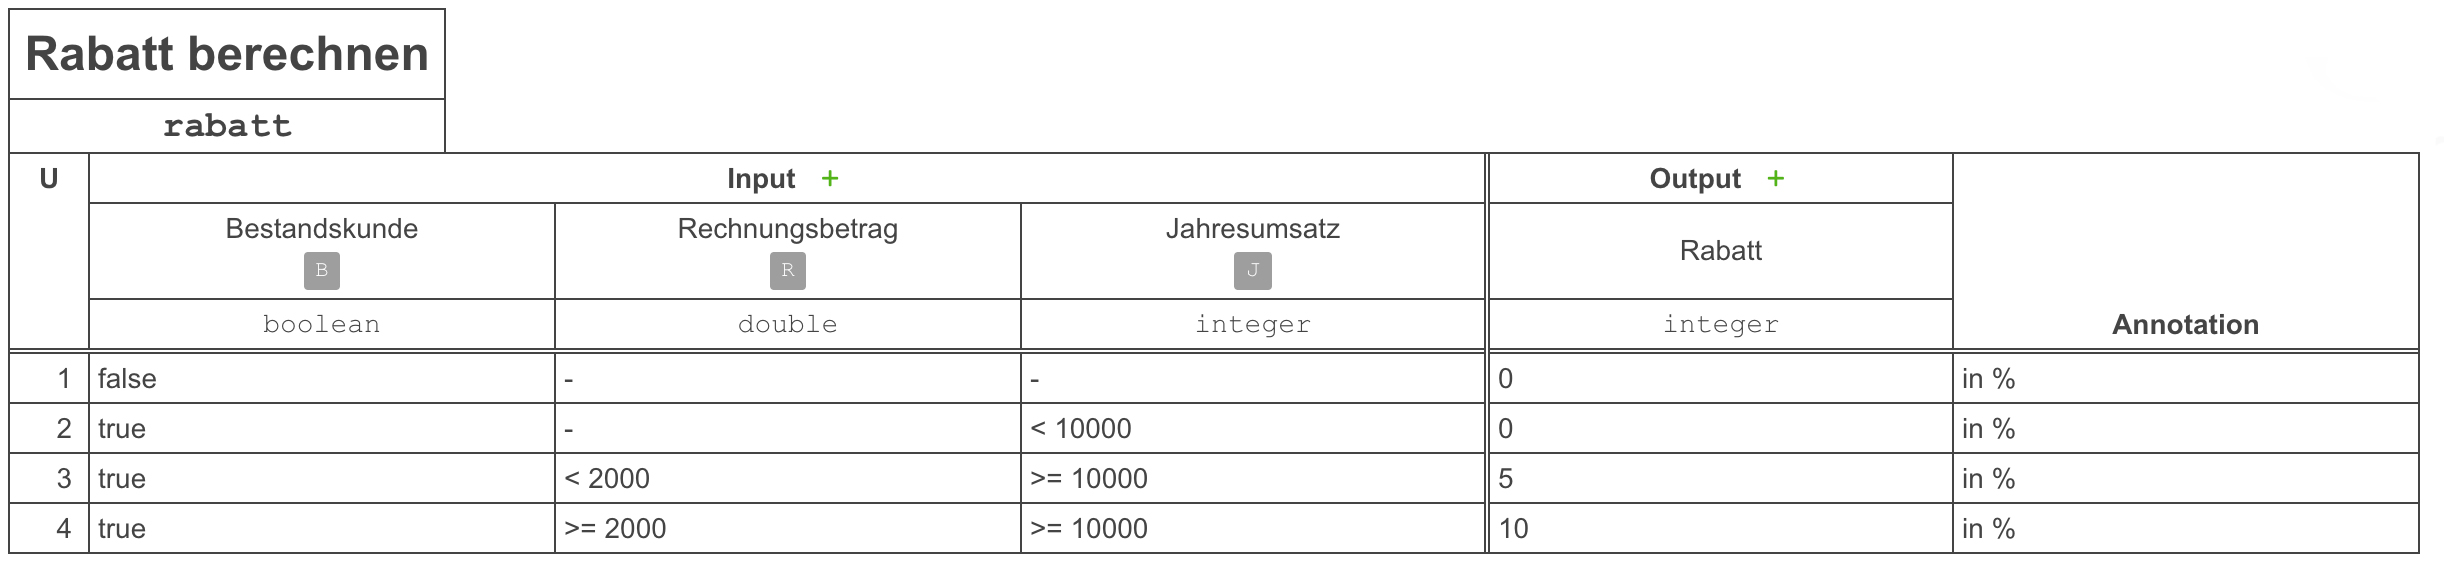 Rabatt berechnen
rabatt
U Input + Output +
Bestandskunde Rechnungsbetrag Jahresumsatz Rabatt
B R J
boolean double integer integer Annotation
1 false - - 0 in %
2 true - < 10000 0 in %
3 true < 2000 >= 10000 5 in %
4 true >= 2000 >= 10000 10 in %